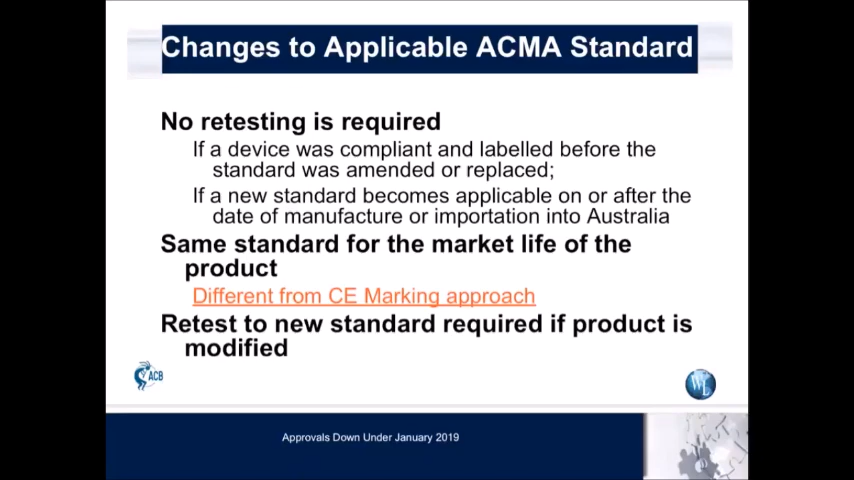 Changes to Applicable ACMA Standard
No retesting is required
If a device was compliant and labelled before the
standard was amended or replaced;
If a new standard becomes applicable on or after the
date of manufacture or importation into Australia
Same standard for the market life of the
product
Different from CE Marking approach
Retest to new standard required if product is
modified
ACB
WL
Approvals Down Under January 2019